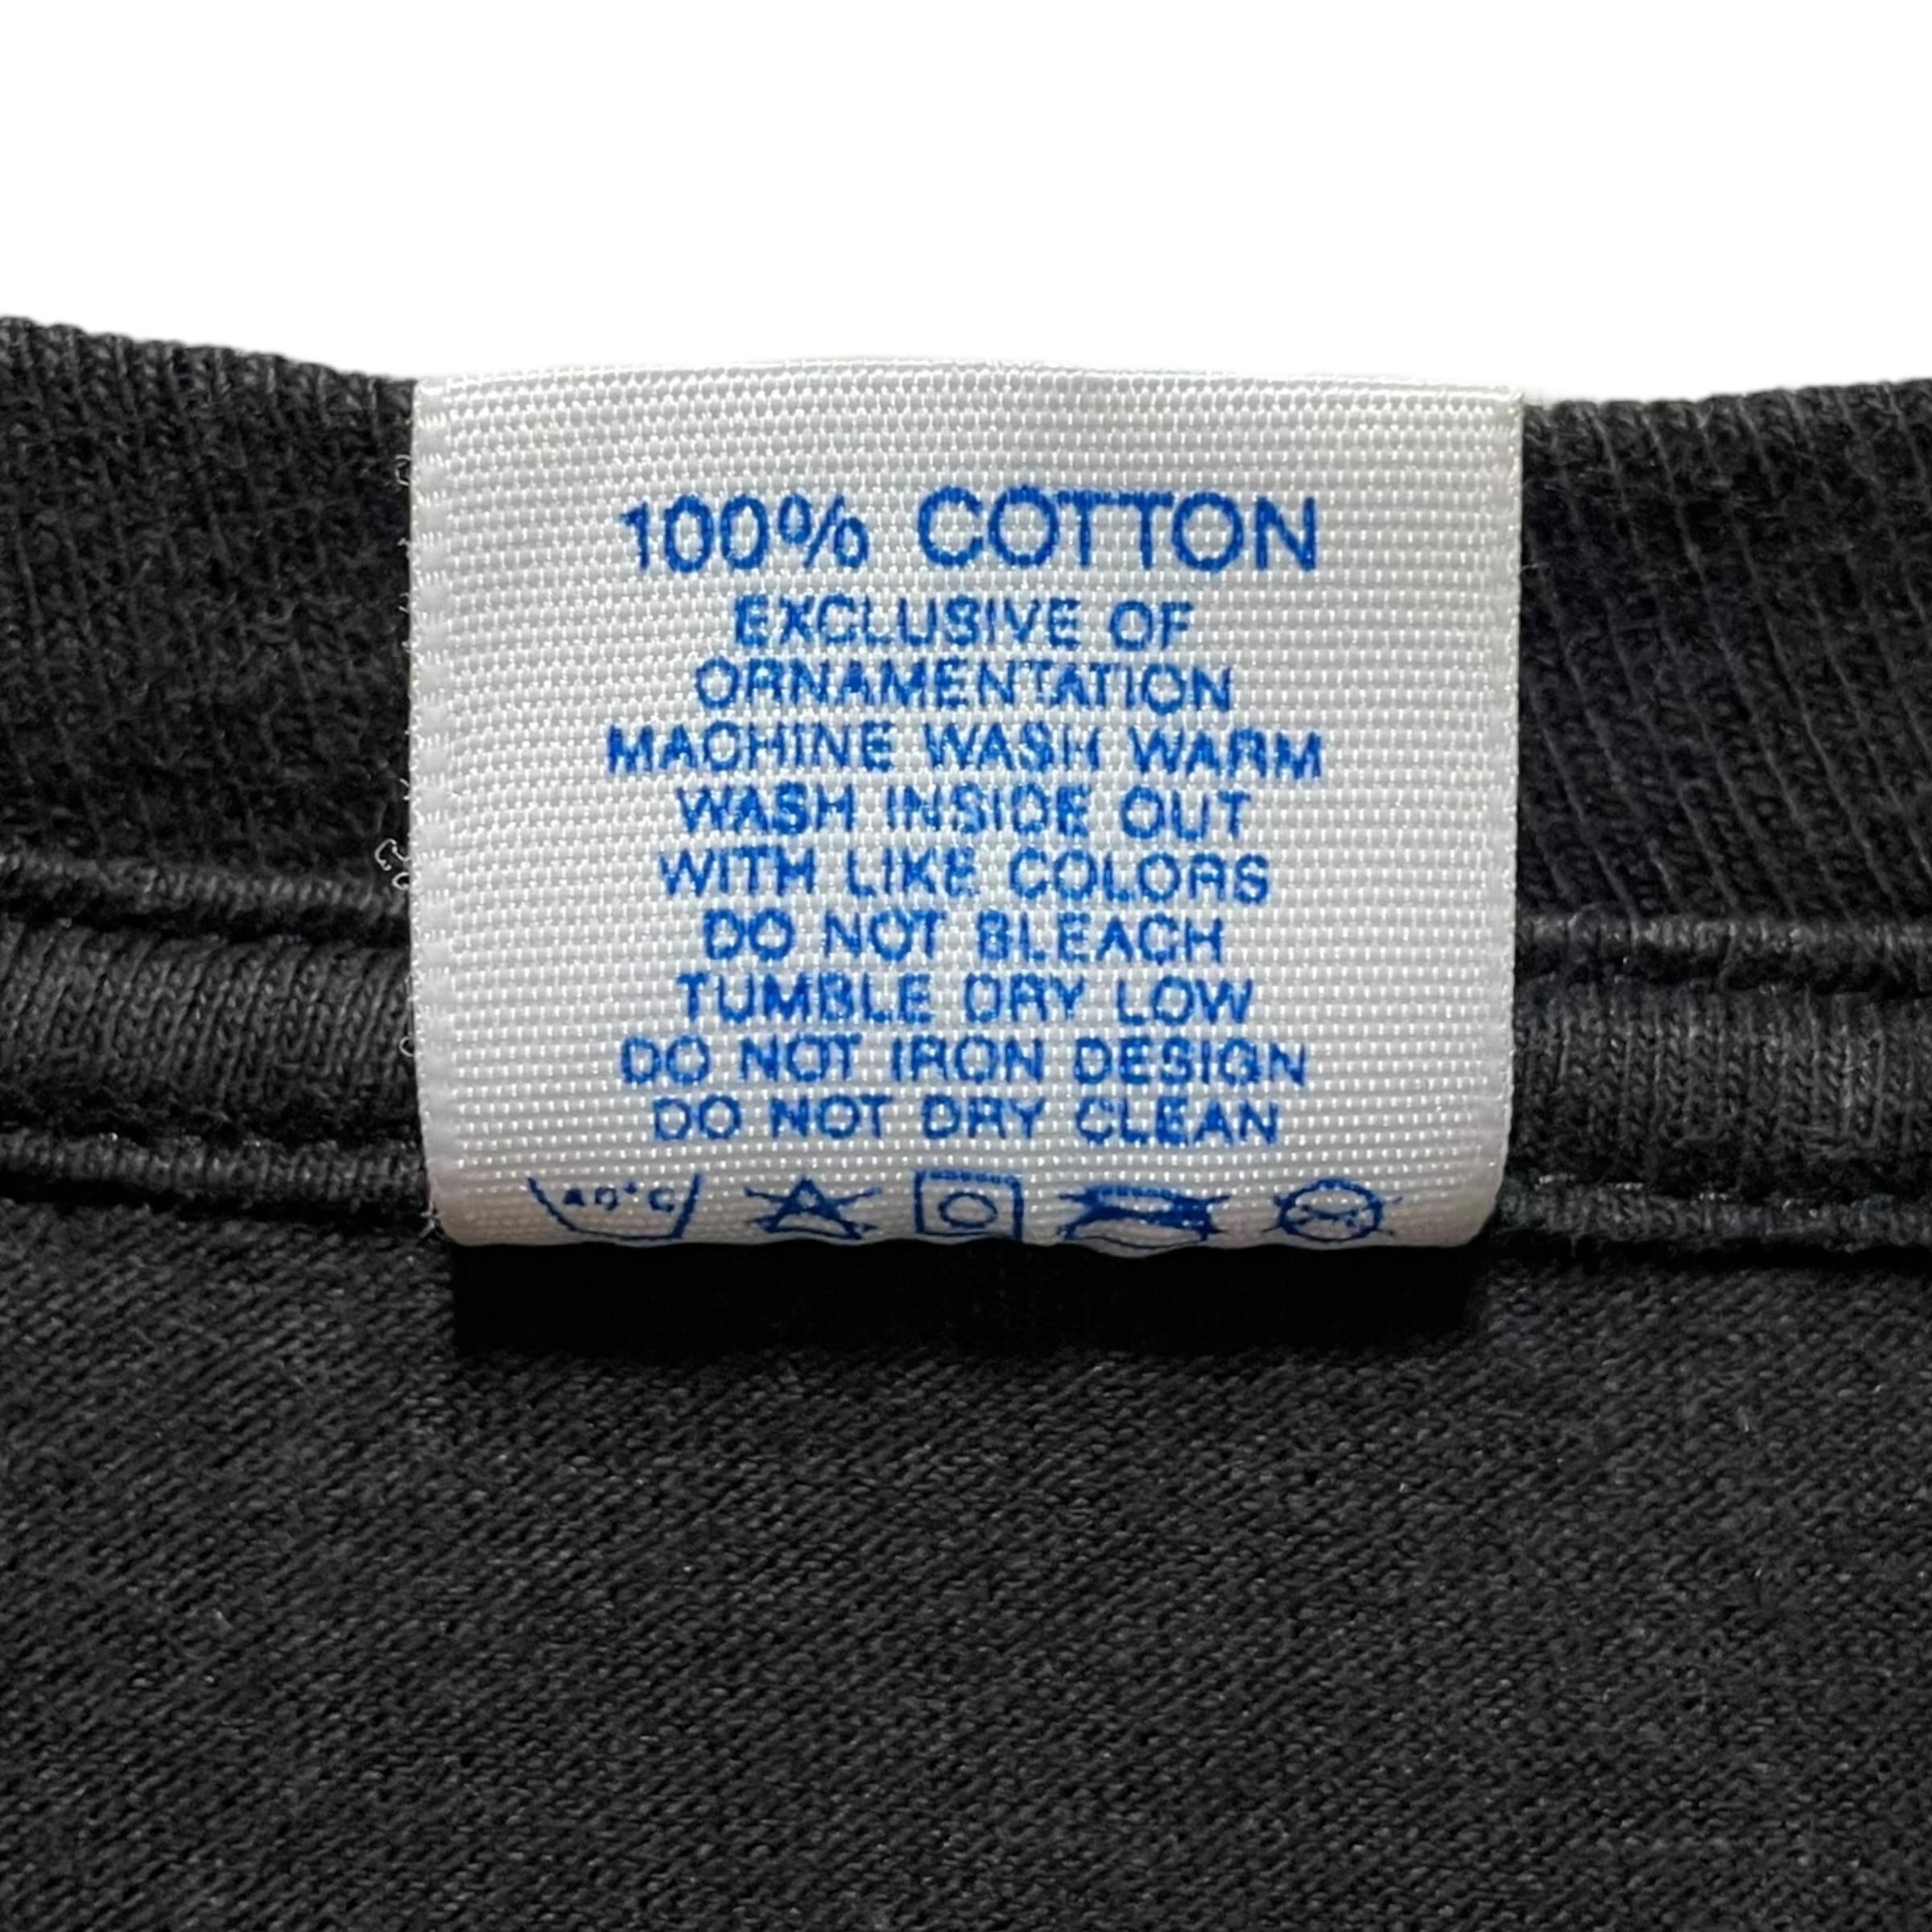 100% COTTON
EXCLUSIVE OF
ORNAMENTATION
MACHINE WASH WARM
WASH INSIDE OUT
WITH LIKE COLORS
DO NOT BLEACH
TUMBLE DRY LOW
DO NOT IRON DESIGN
DO NOT DRY CLEAN
40°C